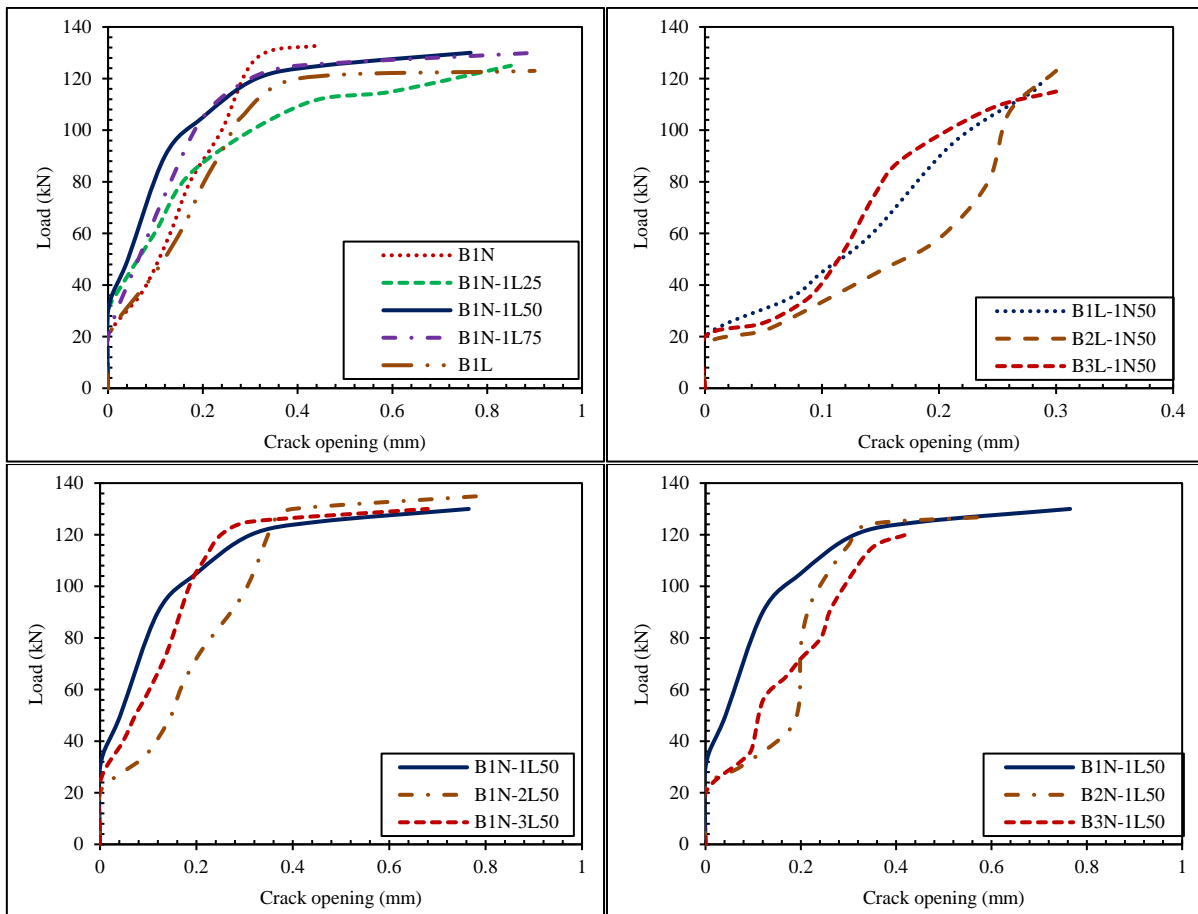 140
120
100
80
60
40
20
0
Load (kN)
B1N
B1N-1L25
B1N-1L50
B1N-1L75
B1L
0 0.2 0.4 0.6 0.8 1
Crack opening (mm)
140
120
100
80
60
40
20
0
Load (kN)
B1L-1N50
B2L-1N50
B3L-1N50
0 0.1 0.2 0.3 0.4
Crack opening (mm)
140
120
100
80
60
40
20
0
Load (kN)
B1N-1L50
B1N-2L50
B1N-3L50
0 0.2 0.4 0.6 0.8 1
Crack opening (mm)
140
120
100
80
60
40
20
0
Load (kN)
B1N-1L50
B2N-1L50
B3N-1L50
0 0.2 0.4 0.6 0.8 1
Crack opening (mm)